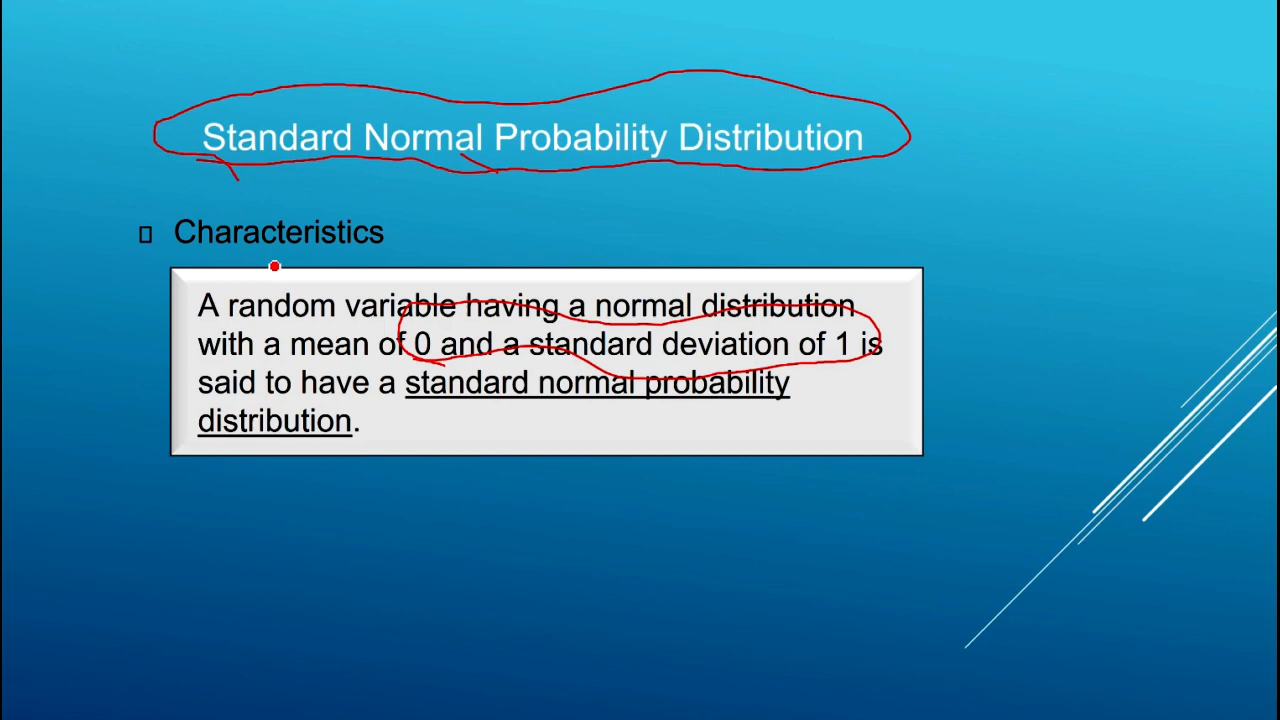 Standard Normal Probability Distribution
Characteristics
A random variable having a normal distribution
with a mean of 0 and a standard deviation of 1 is
said to have a standard normal probability
distribution.